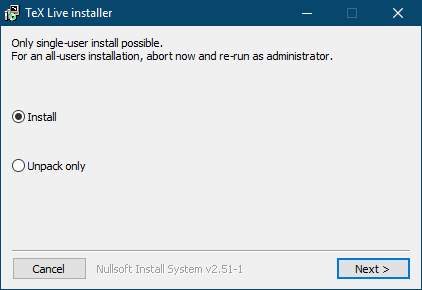 TeX Live installer
Only single-user install possible.
For an all-users installation, abort now and re-run as administrator.
Install
Unpack only
Cancel
Nullsoft Install System v2.51-1
Next >